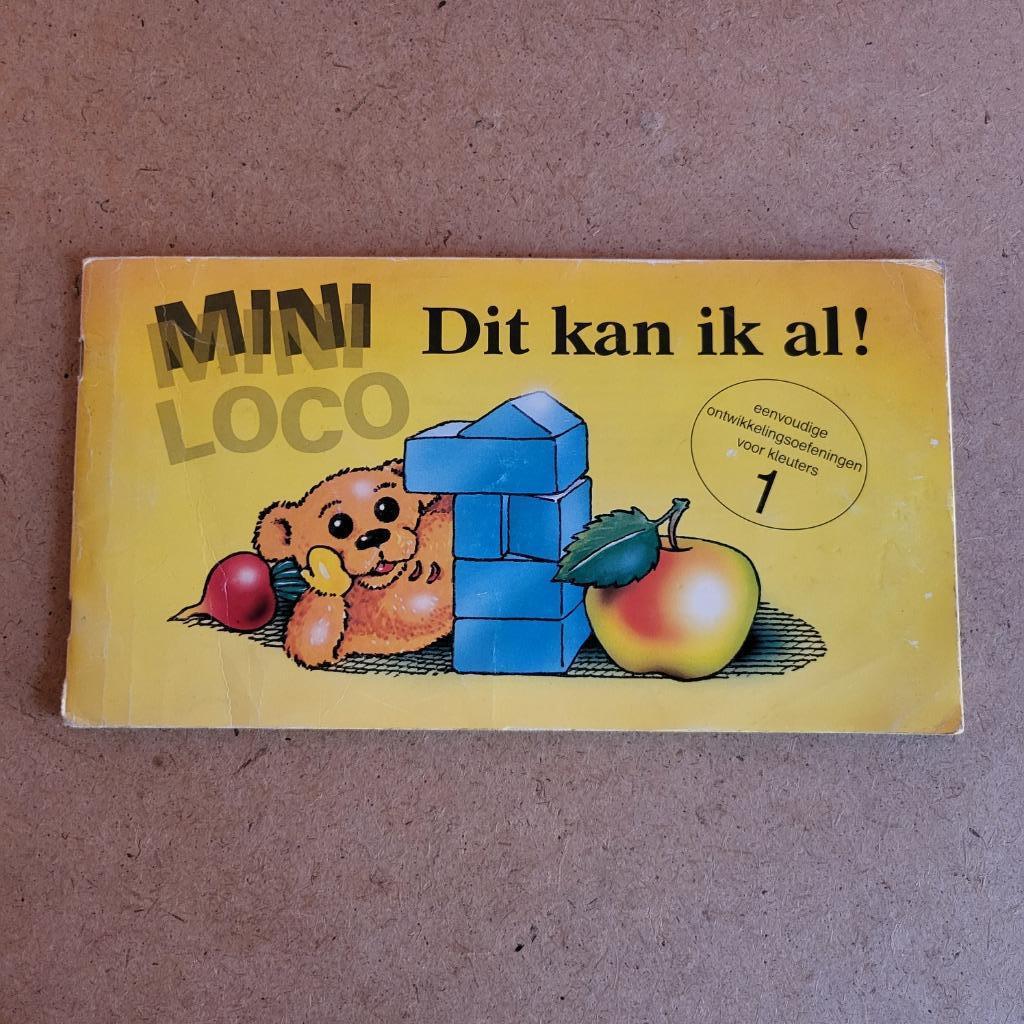 MINI
LOCO
Dit kan ik al!
eenvoudige
ontwikkelingsoefeningen
voor kleuters
1